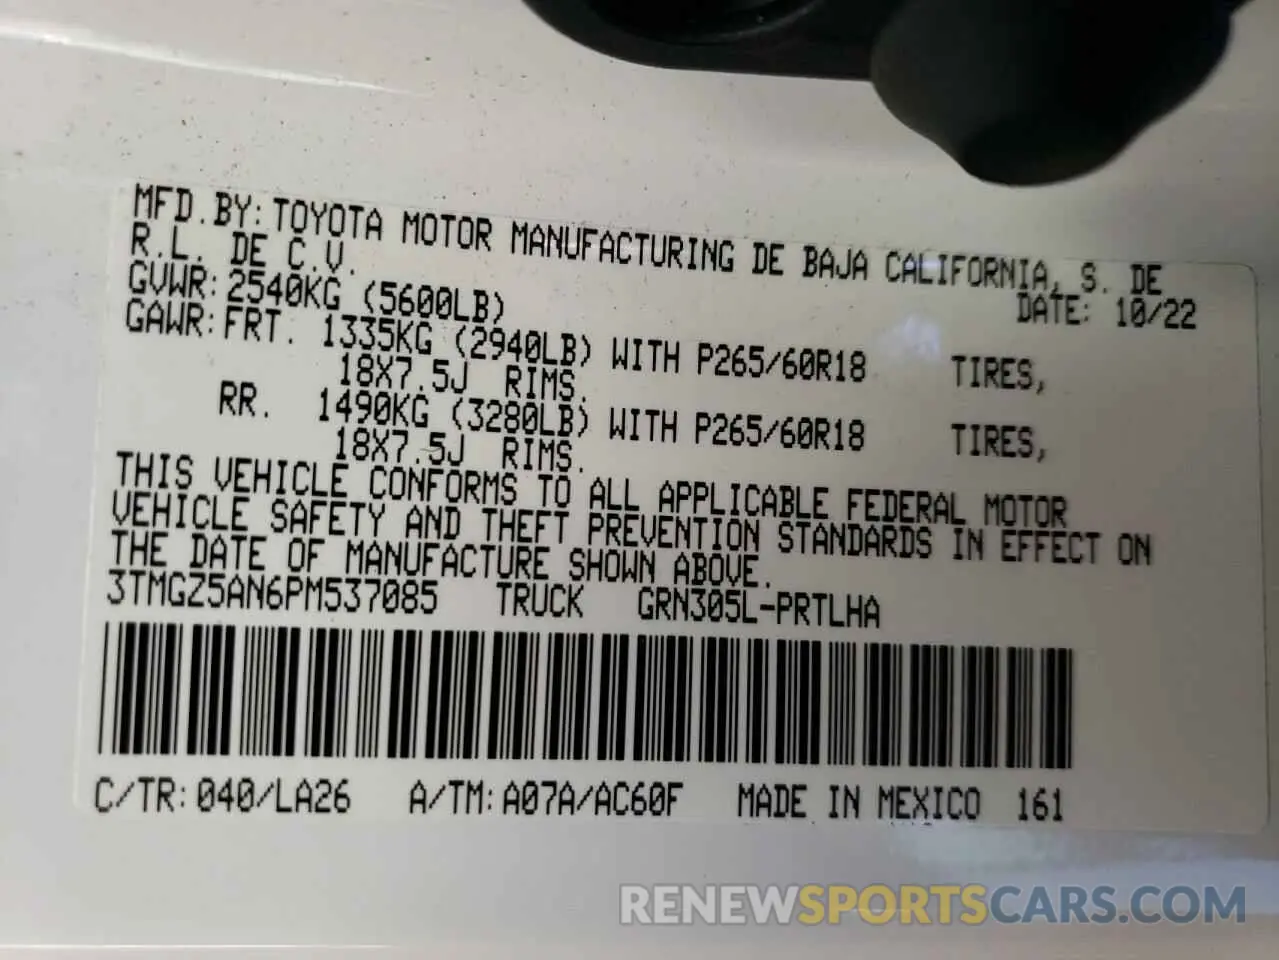 MFD.BY:TOYOTA MOTOR MANUFACTURING DE BAJA CALIFORNIA, S. DE
R.L. DE C.V. DATE: 10/22
GVWR:2540KG (5600LB)
GAWR:FRT. 1335KG (2940LB) WITH P265/60R18 TIRES,
18X7.5J RIMS.
RR. 1490KG (3280LB) WITH P265/60R18 TIRES,
18X7.5J RIMS.
THIS VEHICLE CONFORMS TO ALL APPLICABLE FEDERAL MOTOR
VEHICLE SAFETY AND THEFT PREVENTION STANDARDS IN EFFECT ON
THE DATE OF MANUFACTURE SHOWN ABOVE.
3TMGZ5AN6PM537085 TRUCK GRN305L-PRTLHA
C/TR:040/LA26 A/TM:A07A/AC60F MADE IN MEXICO 161
RENEWSPORTSCARS.COM